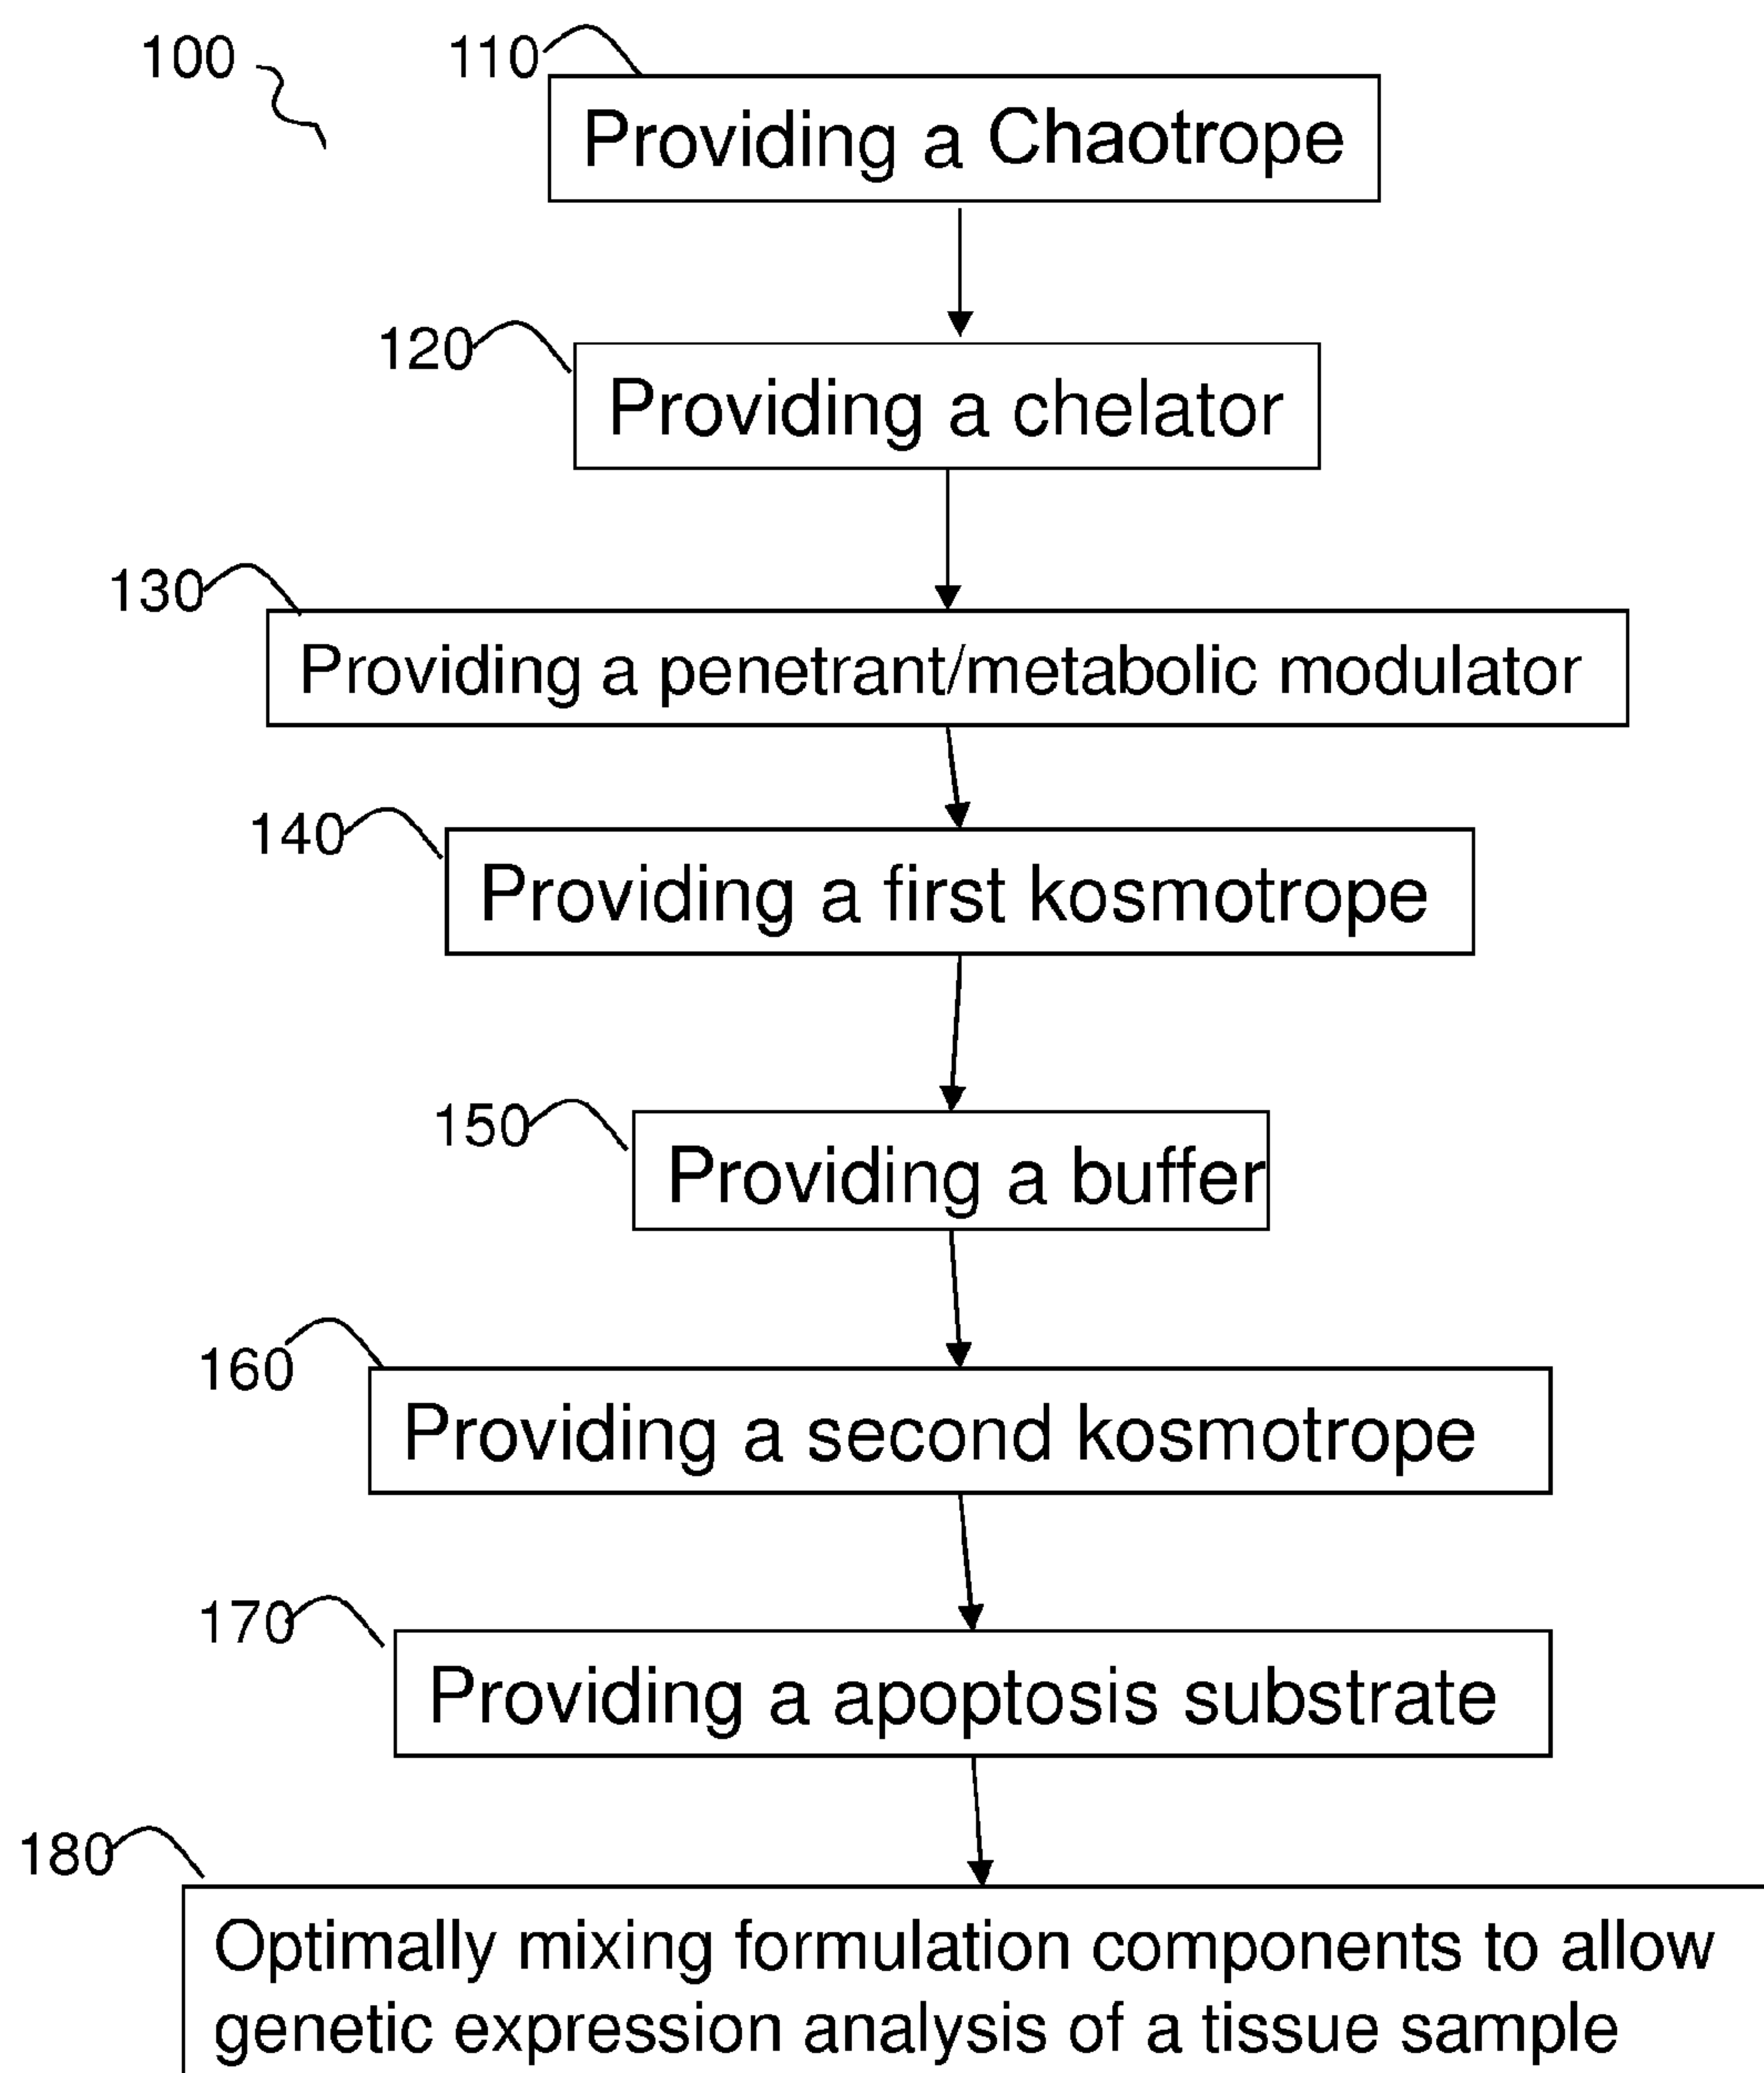 100
110
Providing a Chaotrope
120
Providing a chelator
130
Providing a penetrant/metabolic modulator
140
Providing a first kosmotrope
150
Providing a buffer
160
Providing a second kosmotrope
170
Providing a apoptosis substrate
180
Optimally mixing formulation components to allow
genetic expression analysis of a tissue sample